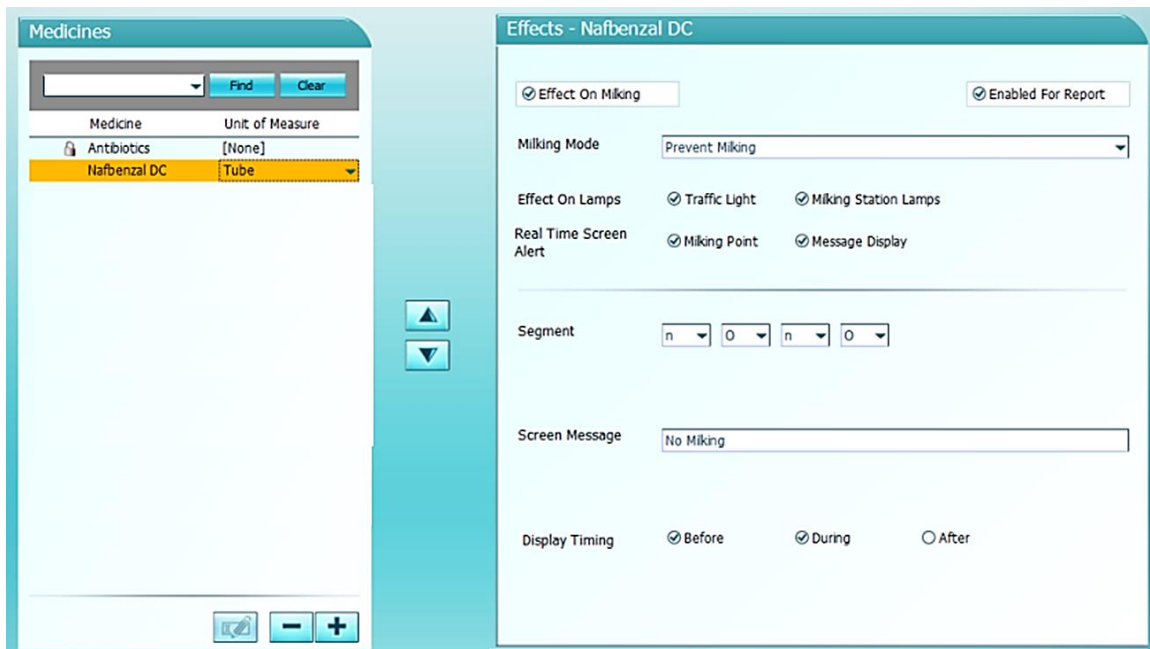 Medicines
Find Clear
Medicine Unit of Measure
Antibiotics [None]
Nafbenzal DC Tube
Effects - Nafbenzal DC
Effect On Milking Enabled For Report
Milking Mode Prevent Milking
Effect On Lamps Traffic Light Milking Station Lamps
Real Time Screen
Alert Milking Point Message Display
Segment n O n O
Screen Message No Milking
Display Timing Before During After